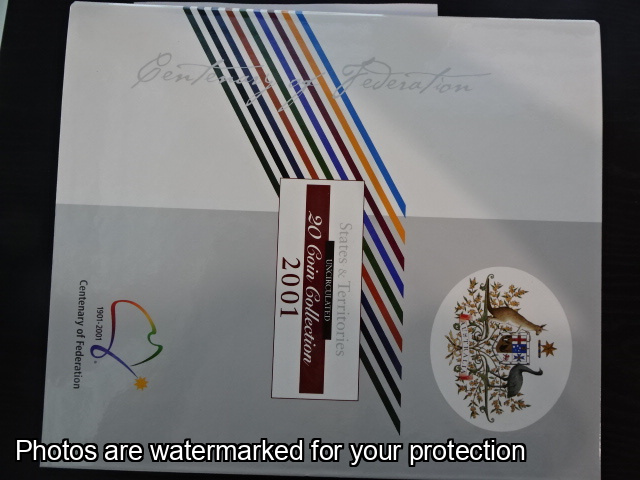 Centenary of Federation
States & Territories
UNCIRCULATED
20 Coin Collection
2001
1901-2001
Centenary of Federation
AUSTRALIA
Photos are watermarked for your protection